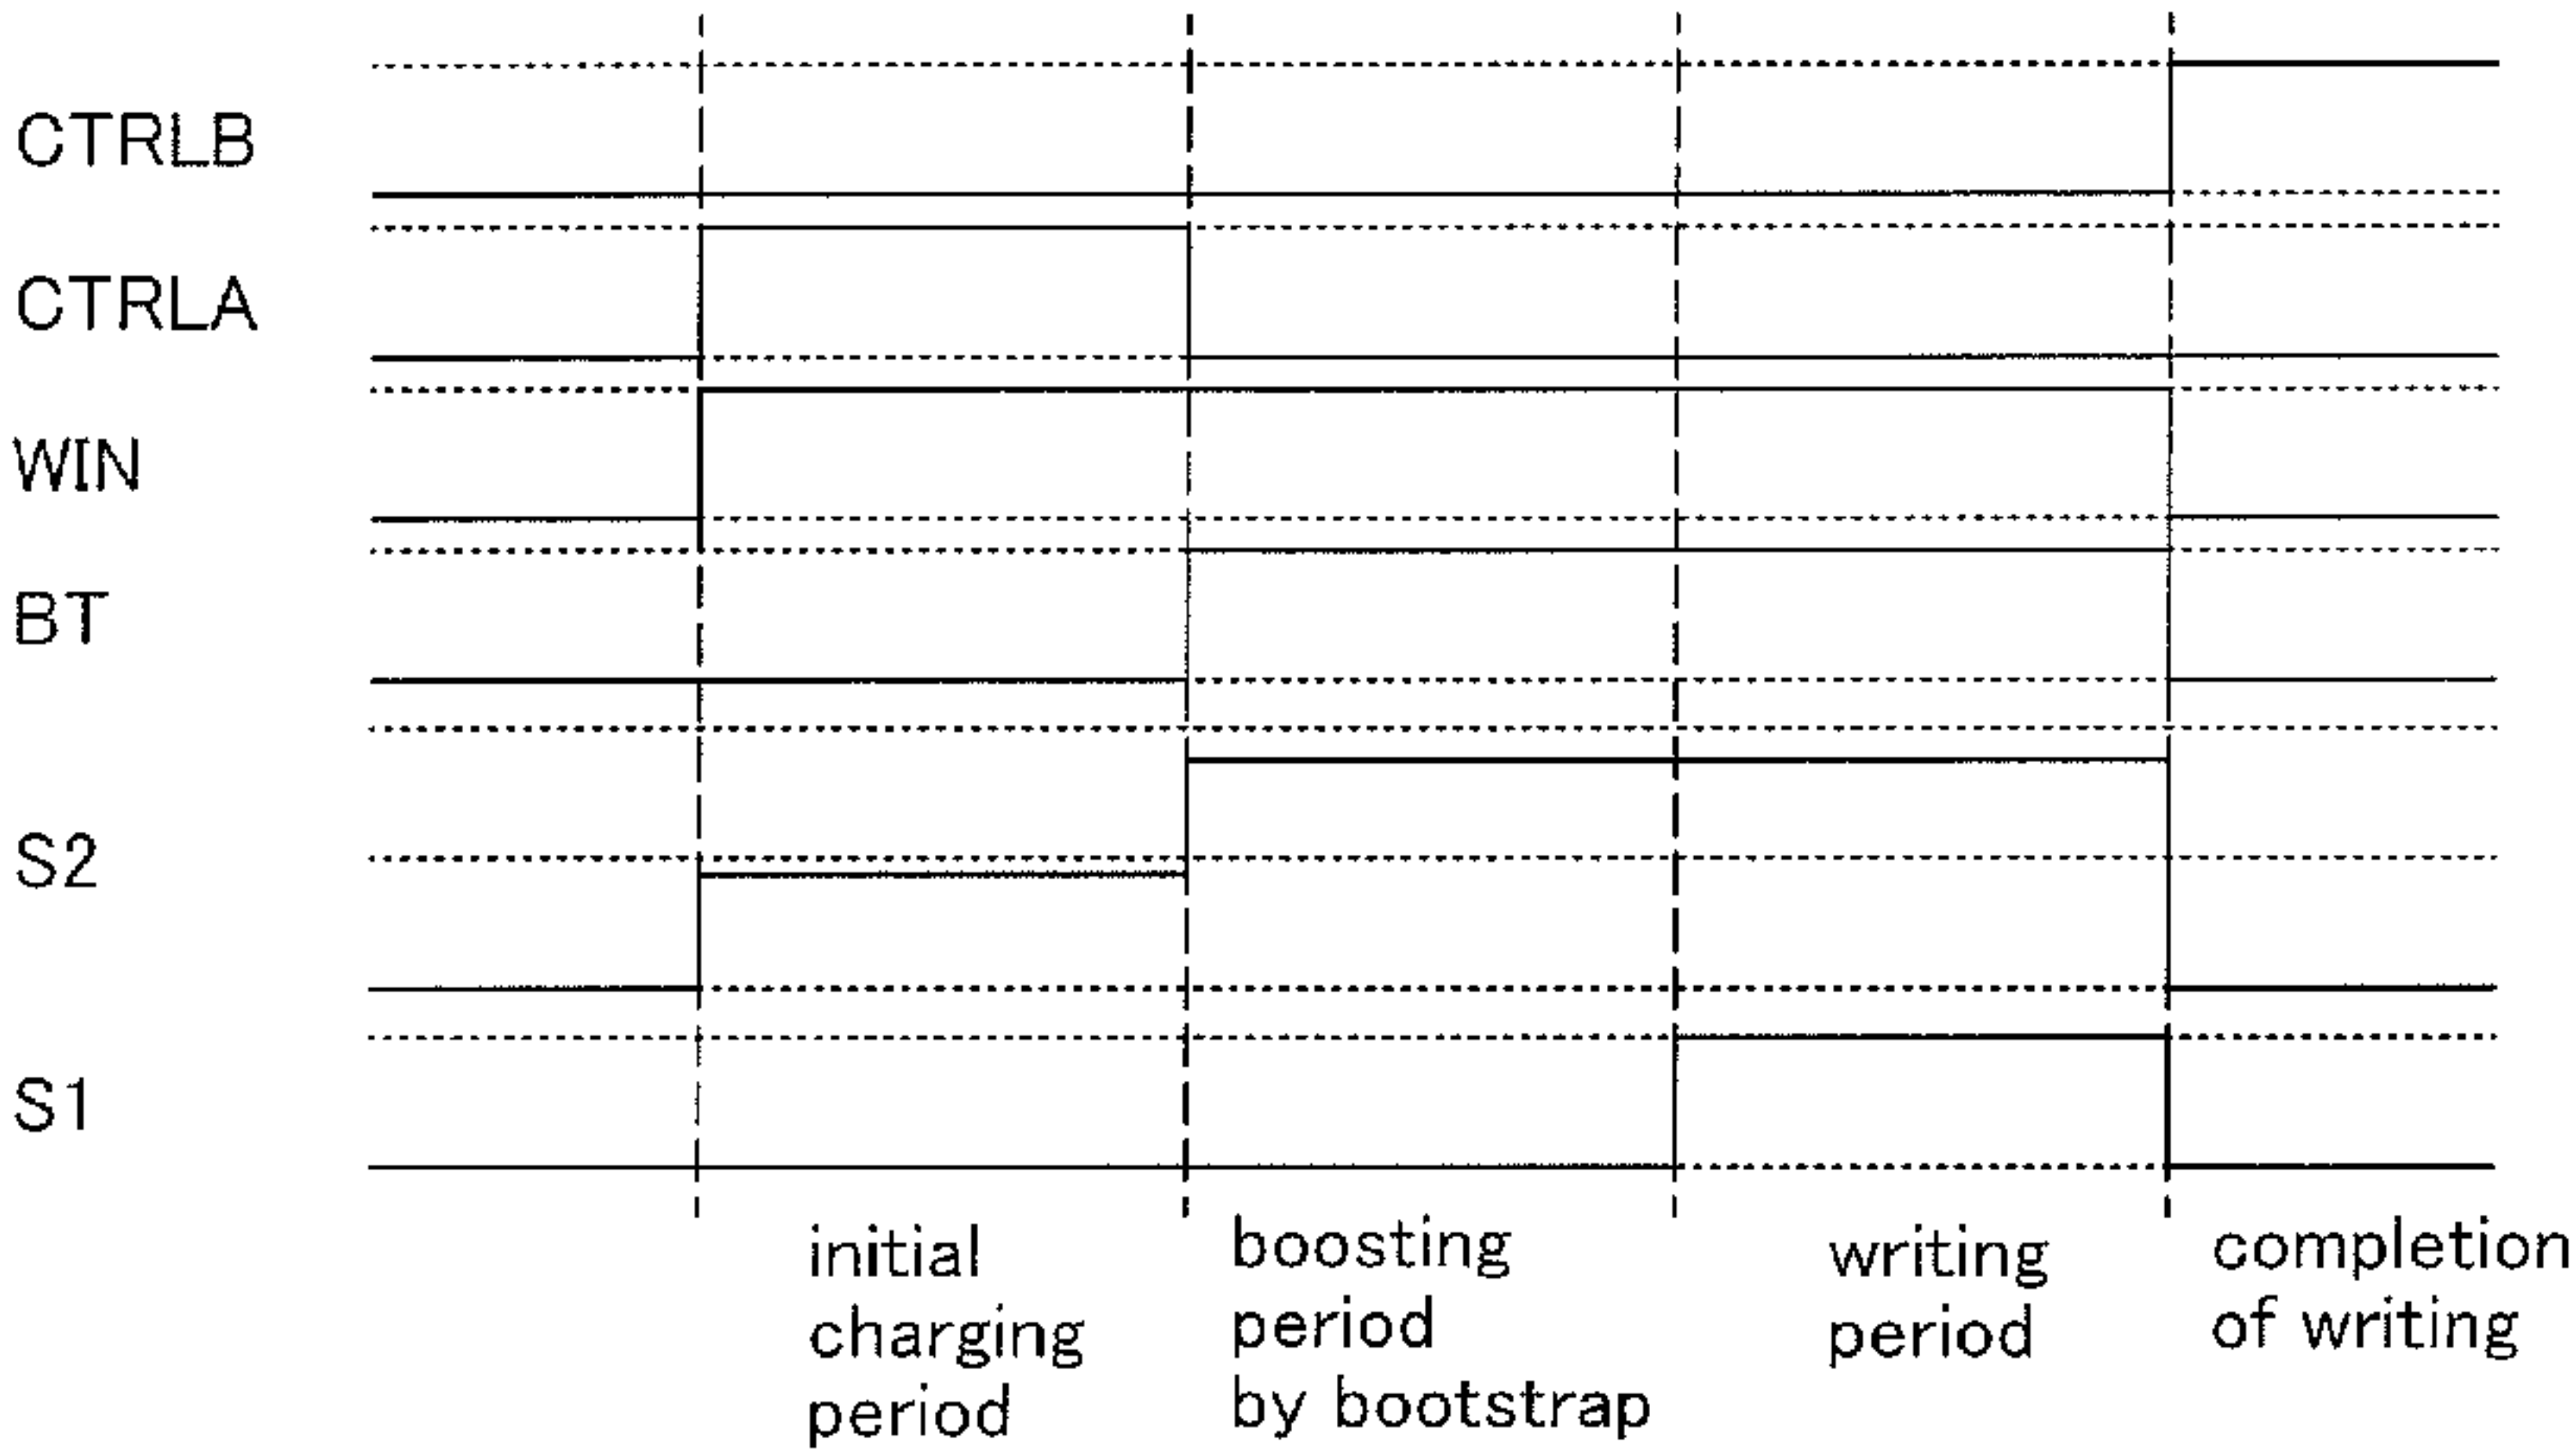 CTRLB
CTRLA
WIN
BT
S2
S1
initial
charging
period
boosting
period
by bootstrap
writing
period
completion
of writing